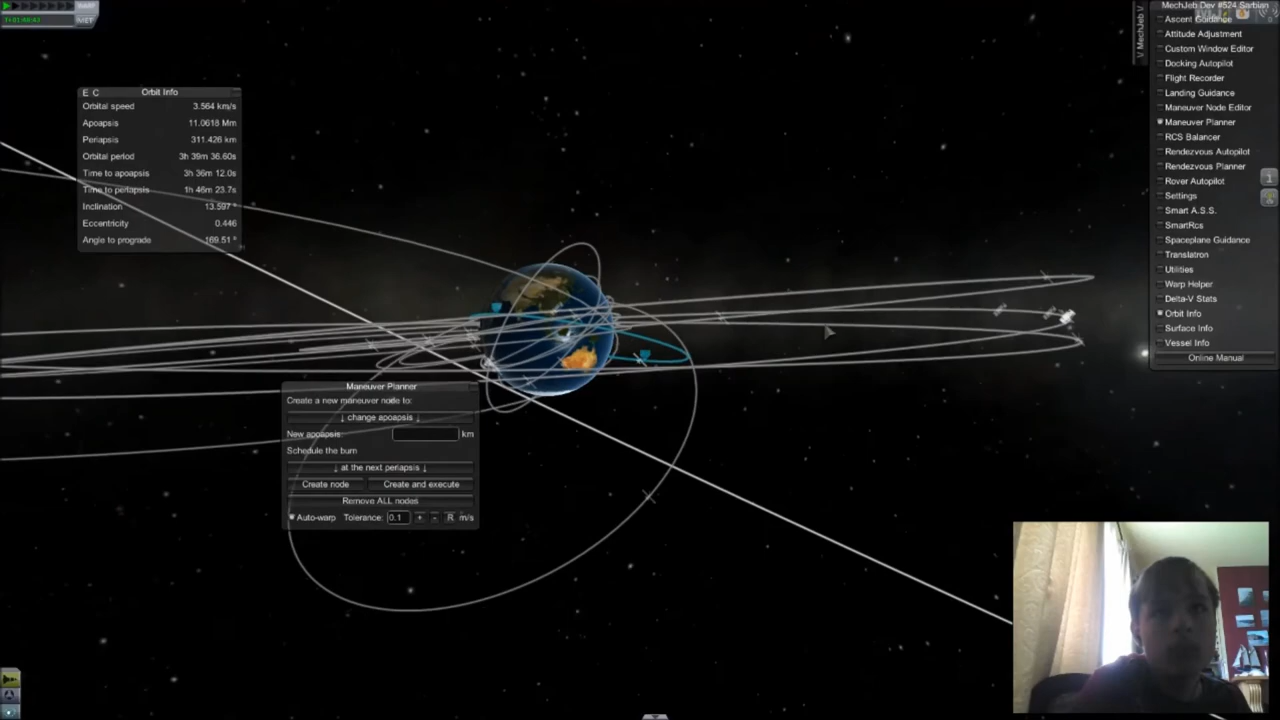 WARP
T+01:48:42
MET
E C Orbit Info
Orbital speed 3.564 km/s
Apoapsis 11.0618 Mm
Periapsis 311.426 km
Orbital period 3h 39m 36.60s
Time to apoapsis 3h 36m 12.0s
Time to periapsis 1h 46m 23.7s
Inclination 13.597 °
Eccentricity 0.446
Angle to prograde 169.51 °
Maneuver Planner
Create a new maneuver node to:
↓ change apoapsis ↓
New apoapsis: km
Schedule the burn
↓ at the next periapsis ↓
Create node Create and execute
Remove ALL nodes
Auto-warp Tolerance: 0.1 + - R m/s
V MechJeb V
MechJeb Dev #524 Sarbian
Ascent Guidance
Attitude Adjustment
Custom Window Editor
Docking Autopilot
Flight Recorder
Landing Guidance
Maneuver Node Editor
Maneuver Planner
RCS Balancer
Rendezvous Autopilot
Rendezvous Planner
Rover Autopilot
Settings
Smart A.S.S.
SmartRcs
Spaceplane Guidance
Translatron
Utilities
Warp Helper
Delta-V Stats
Orbit Info
Surface Info
Vessel Info
Online Manual